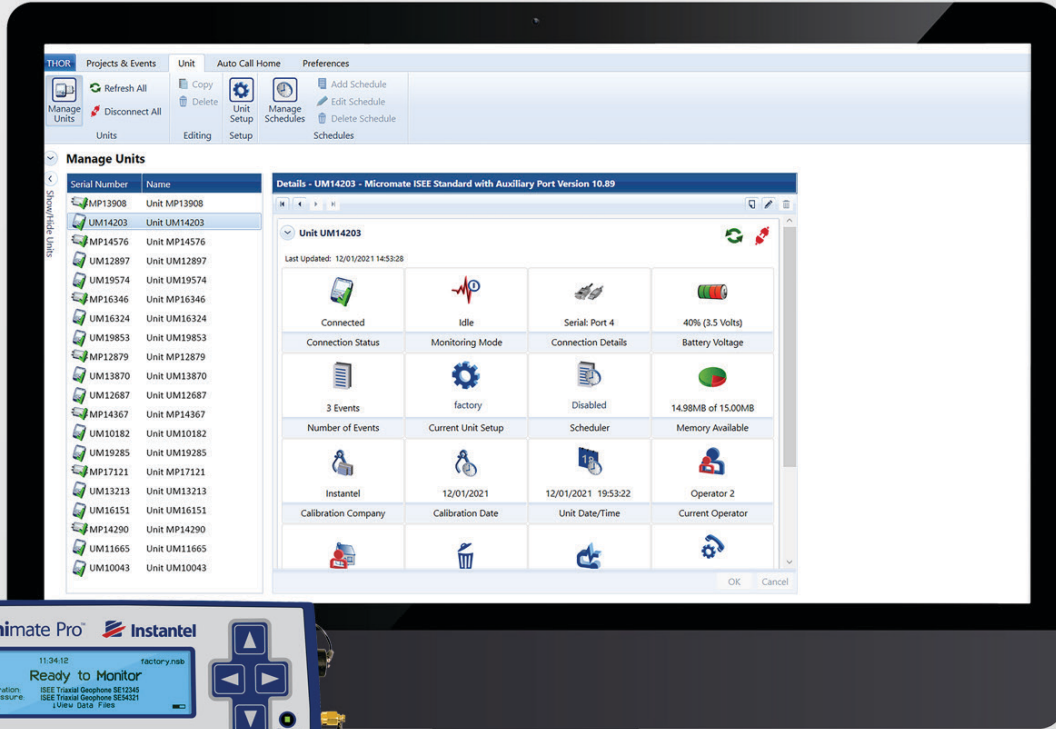 THOR Projects & Events Unit Auto Call Home Preferences
Manage Units
Refresh All
Disconnect All
Units
Copy
Delete
Editing
Unit Setup
Setup
Manage Schedules
Add Schedule
Edit Schedule
Delete Schedule
Schedules
Manage Units
Show/Hide Units
Serial Number Name
MP13908 Unit MP13908
UM14203 Unit UM14203
MP14576 Unit MP14576
UM12897 Unit UM12897
UM19574 Unit UM19574
MP16346 Unit MP16346
UM16324 Unit UM16324
UM19853 Unit UM19853
MP12879 Unit MP12879
UM13870 Unit UM13870
UM12687 Unit UM12687
MP14367 Unit MP14367
UM10182 Unit UM10182
UM19285 Unit UM19285
MP17121 Unit MP17121
UM13213 Unit UM13213
UM16151 Unit UM16151
MP14290 Unit MP14290
UM11665 Unit UM11665
UM10043 Unit UM10043
Details - UM14203 - Micromate ISEE Standard with Auxiliary Port Version 10.89
Unit UM14203
Last Updated: 12/01/2021 14:53:28
Connected Idle Serial: Port 4 40% (3.5 Volts)
Connection Status Monitoring Mode Connection Details Battery Voltage
3 Events factory Disabled 14.98MB of 15.00MB
Number of Events Current Unit Setup Scheduler Memory Available
Instantel 12/01/2021 12/01/2021 19:53:22 Operator 2
Calibration Company Calibration Date Unit Date/Time Current Operator
OK Cancel
nimate Pro™ Instantel
11:34:12 factory.nsb
Ready to Monitor
ration: ISEE Triaxial Geophone SE12345
ssure: ISEE Triaxial Geophone SE54321
↓View Data Files